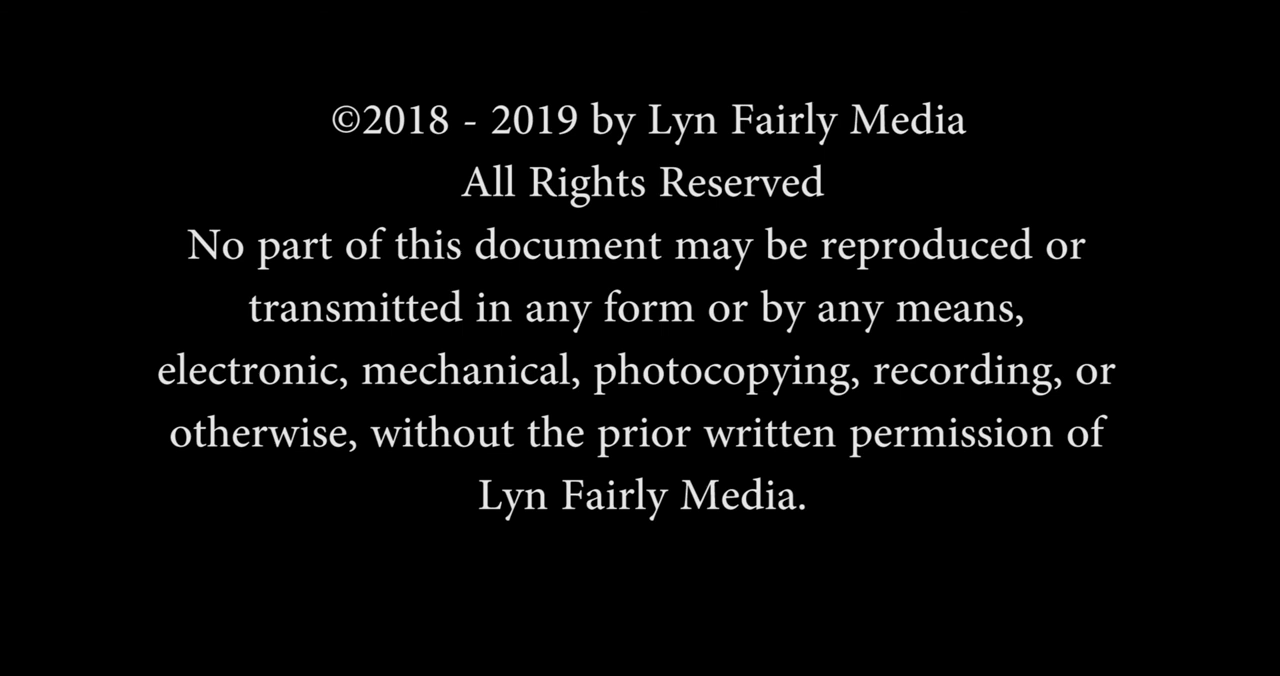 ©2018 - 2019 by Lyn Fairly Media
All Rights Reserved
No part of this document may be reproduced or
transmitted in any form or by any means,
electronic, mechanical, photocopying, recording, or
otherwise, without the prior written permission of
Lyn Fairly Media.